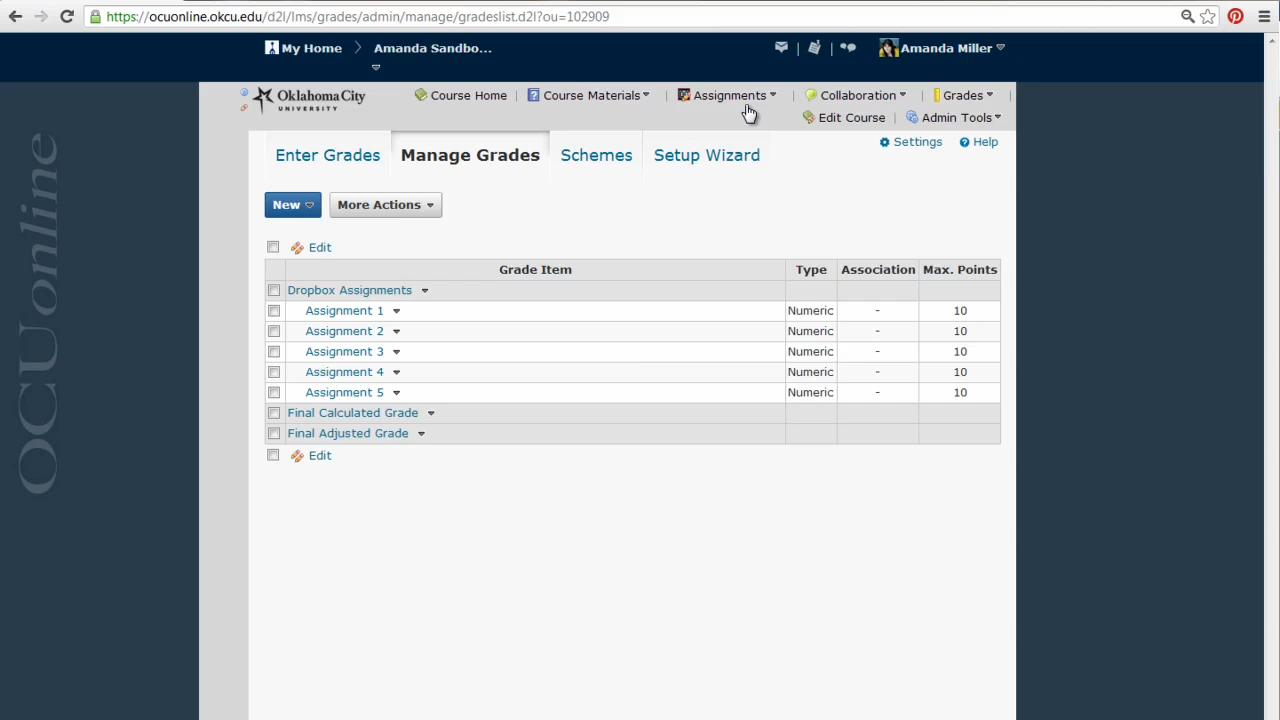 https://ocuonline.okcu.edu/d2l/lms/grades/admin/manage/gradeslist.d2l?ou=102909
My Home Amanda Sandbo... Amanda Miller
Oklahoma City UNIVERSITY
Course Home | Course Materials | Assignments | Collaboration | Grades |
Edit Course | Admin Tools
OCUonline
Enter Grades Manage Grades Schemes Setup Wizard Settings Help
New More Actions
Edit
Grade Item Type Association Max. Points
Dropbox Assignments
Assignment 1 Numeric - 10
Assignment 2 Numeric - 10
Assignment 3 Numeric - 10
Assignment 4 Numeric - 10
Assignment 5 Numeric - 10
Final Calculated Grade
Final Adjusted Grade
Edit